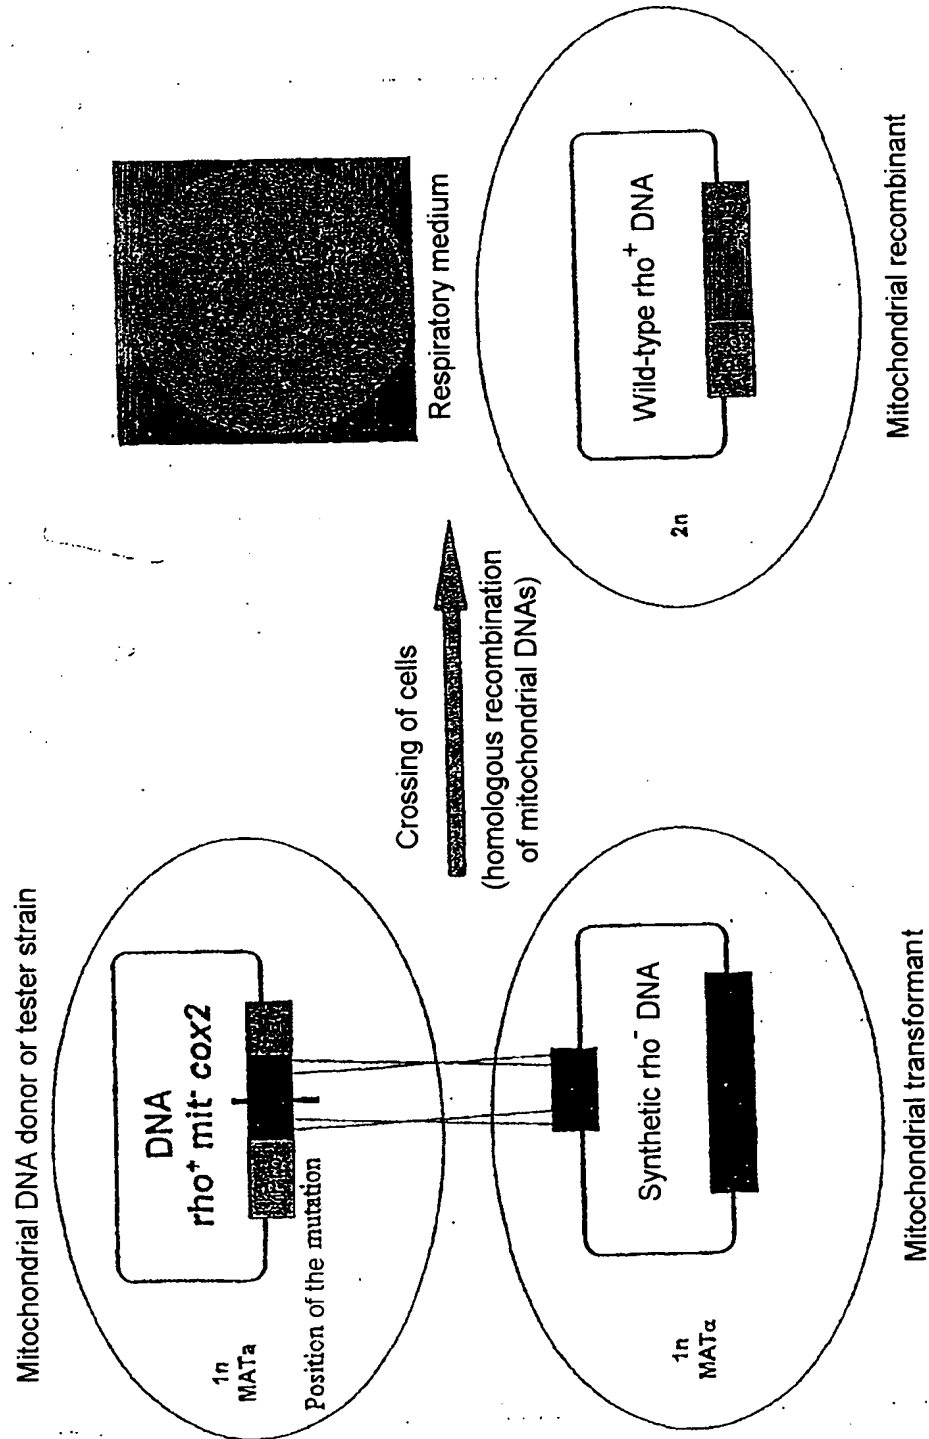 Mitochondrial DNA donor or tester strain
1n
MATa
DNA
rho⁺ mit⁻ cox2
Position of the mutation
1n
MATα
Synthetic rho⁻ DNA
Mitochondrial transformant
Crossing of cells
(homologous recombination
of mitochondrial DNAs)
Respiratory medium
2n
Wild-type rho⁺ DNA
Mitochondrial recombinant